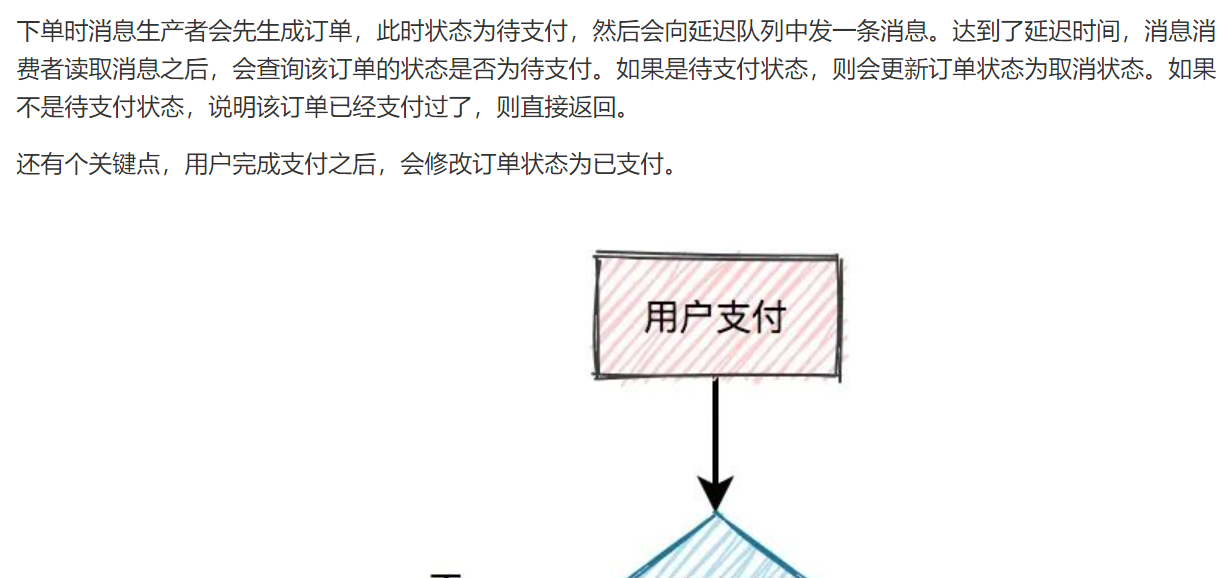 下单时消息生产者会先生成订单，此时状态为待支付，然后会向延迟队列中发一条消息。达到了延迟时间，消息消
费者读取消息之后，会查询该订单的状态是否为待支付。如果是待支付状态，则会更新订单状态为取消状态。如果
不是待支付状态，说明该订单已经支付过了，则直接返回。
还有个关键点，用户完成支付之后，会修改订单状态为已支付。
用户支付